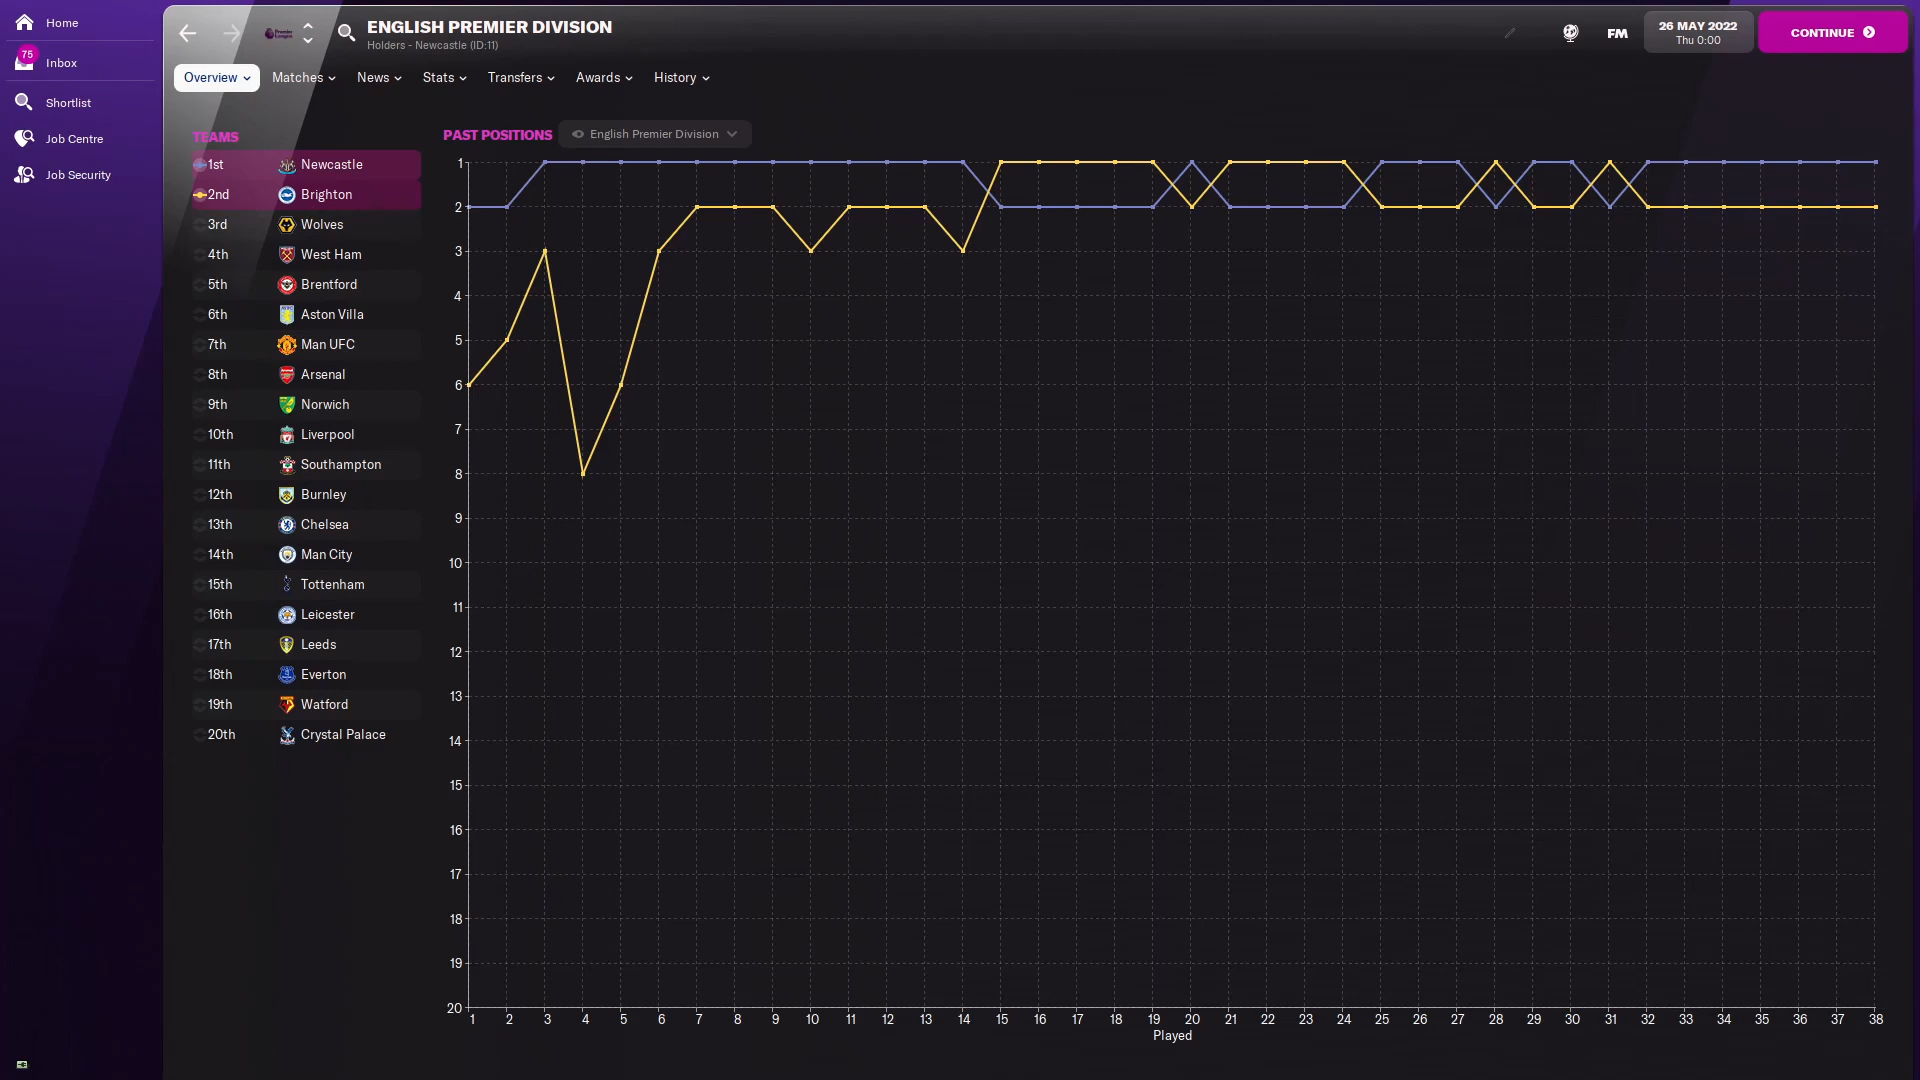 Home
75
Inbox
Shortlist
Job Centre
Job Security
Premier League
ENGLISH PREMIER DIVISION
Holders - Newcastle (ID:11)
FM
26 MAY 2022
Thu 0:00
CONTINUE
Overview Matches News Stats Transfers Awards History
TEAMS
1st Newcastle
2nd Brighton
3rd Wolves
4th West Ham
5th Brentford
6th Aston Villa
7th Man UFC
8th Arsenal
9th Norwich
10th Liverpool
11th Southampton
12th Burnley
13th Chelsea
14th Man City
15th Tottenham
16th Leicester
17th Leeds
18th Everton
19th Watford
20th Crystal Palace
PAST POSITIONS English Premier Division
1
2
3
4
5
6
7
8
9
10
11
12
13
14
15
16
17
18
19
20
1 2 3 4 5 6 7 8 9 10 11 12 13 14 15 16 17 18 19 20 21 22 23 24 25 26 27 28 29 30 31 32 33 34 35 36 37 38
Played